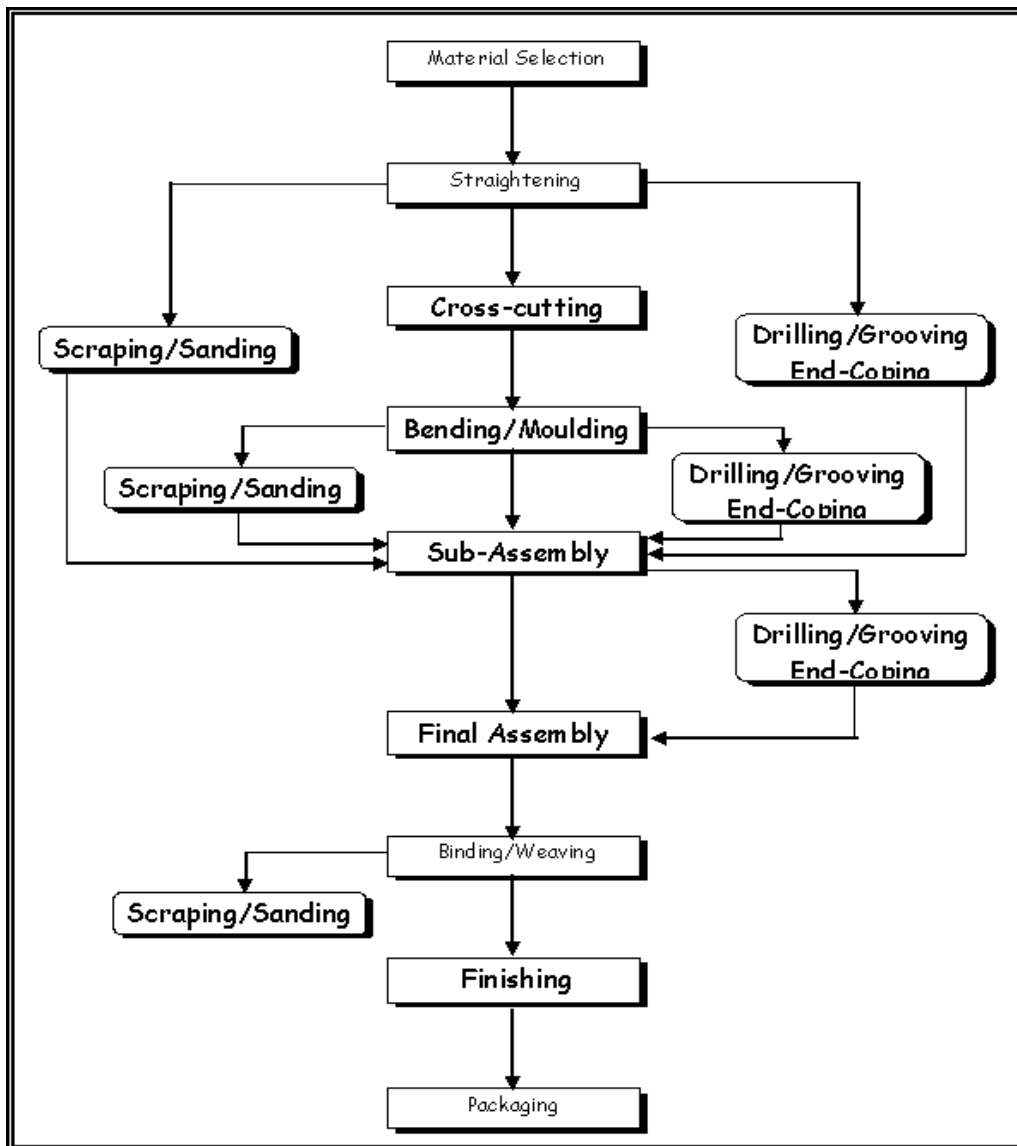 Material Selection
Straightening
Cross-cutting
Scraping/Sanding
Drilling/Grooving
End-Coping
Bending/Moulding
Scraping/Sanding
Drilling/Grooving
End-Coping
Sub-Assembly
Drilling/Grooving
End-Coping
Final Assembly
Binding/Weaving
Scraping/Sanding
Finishing
Packaging